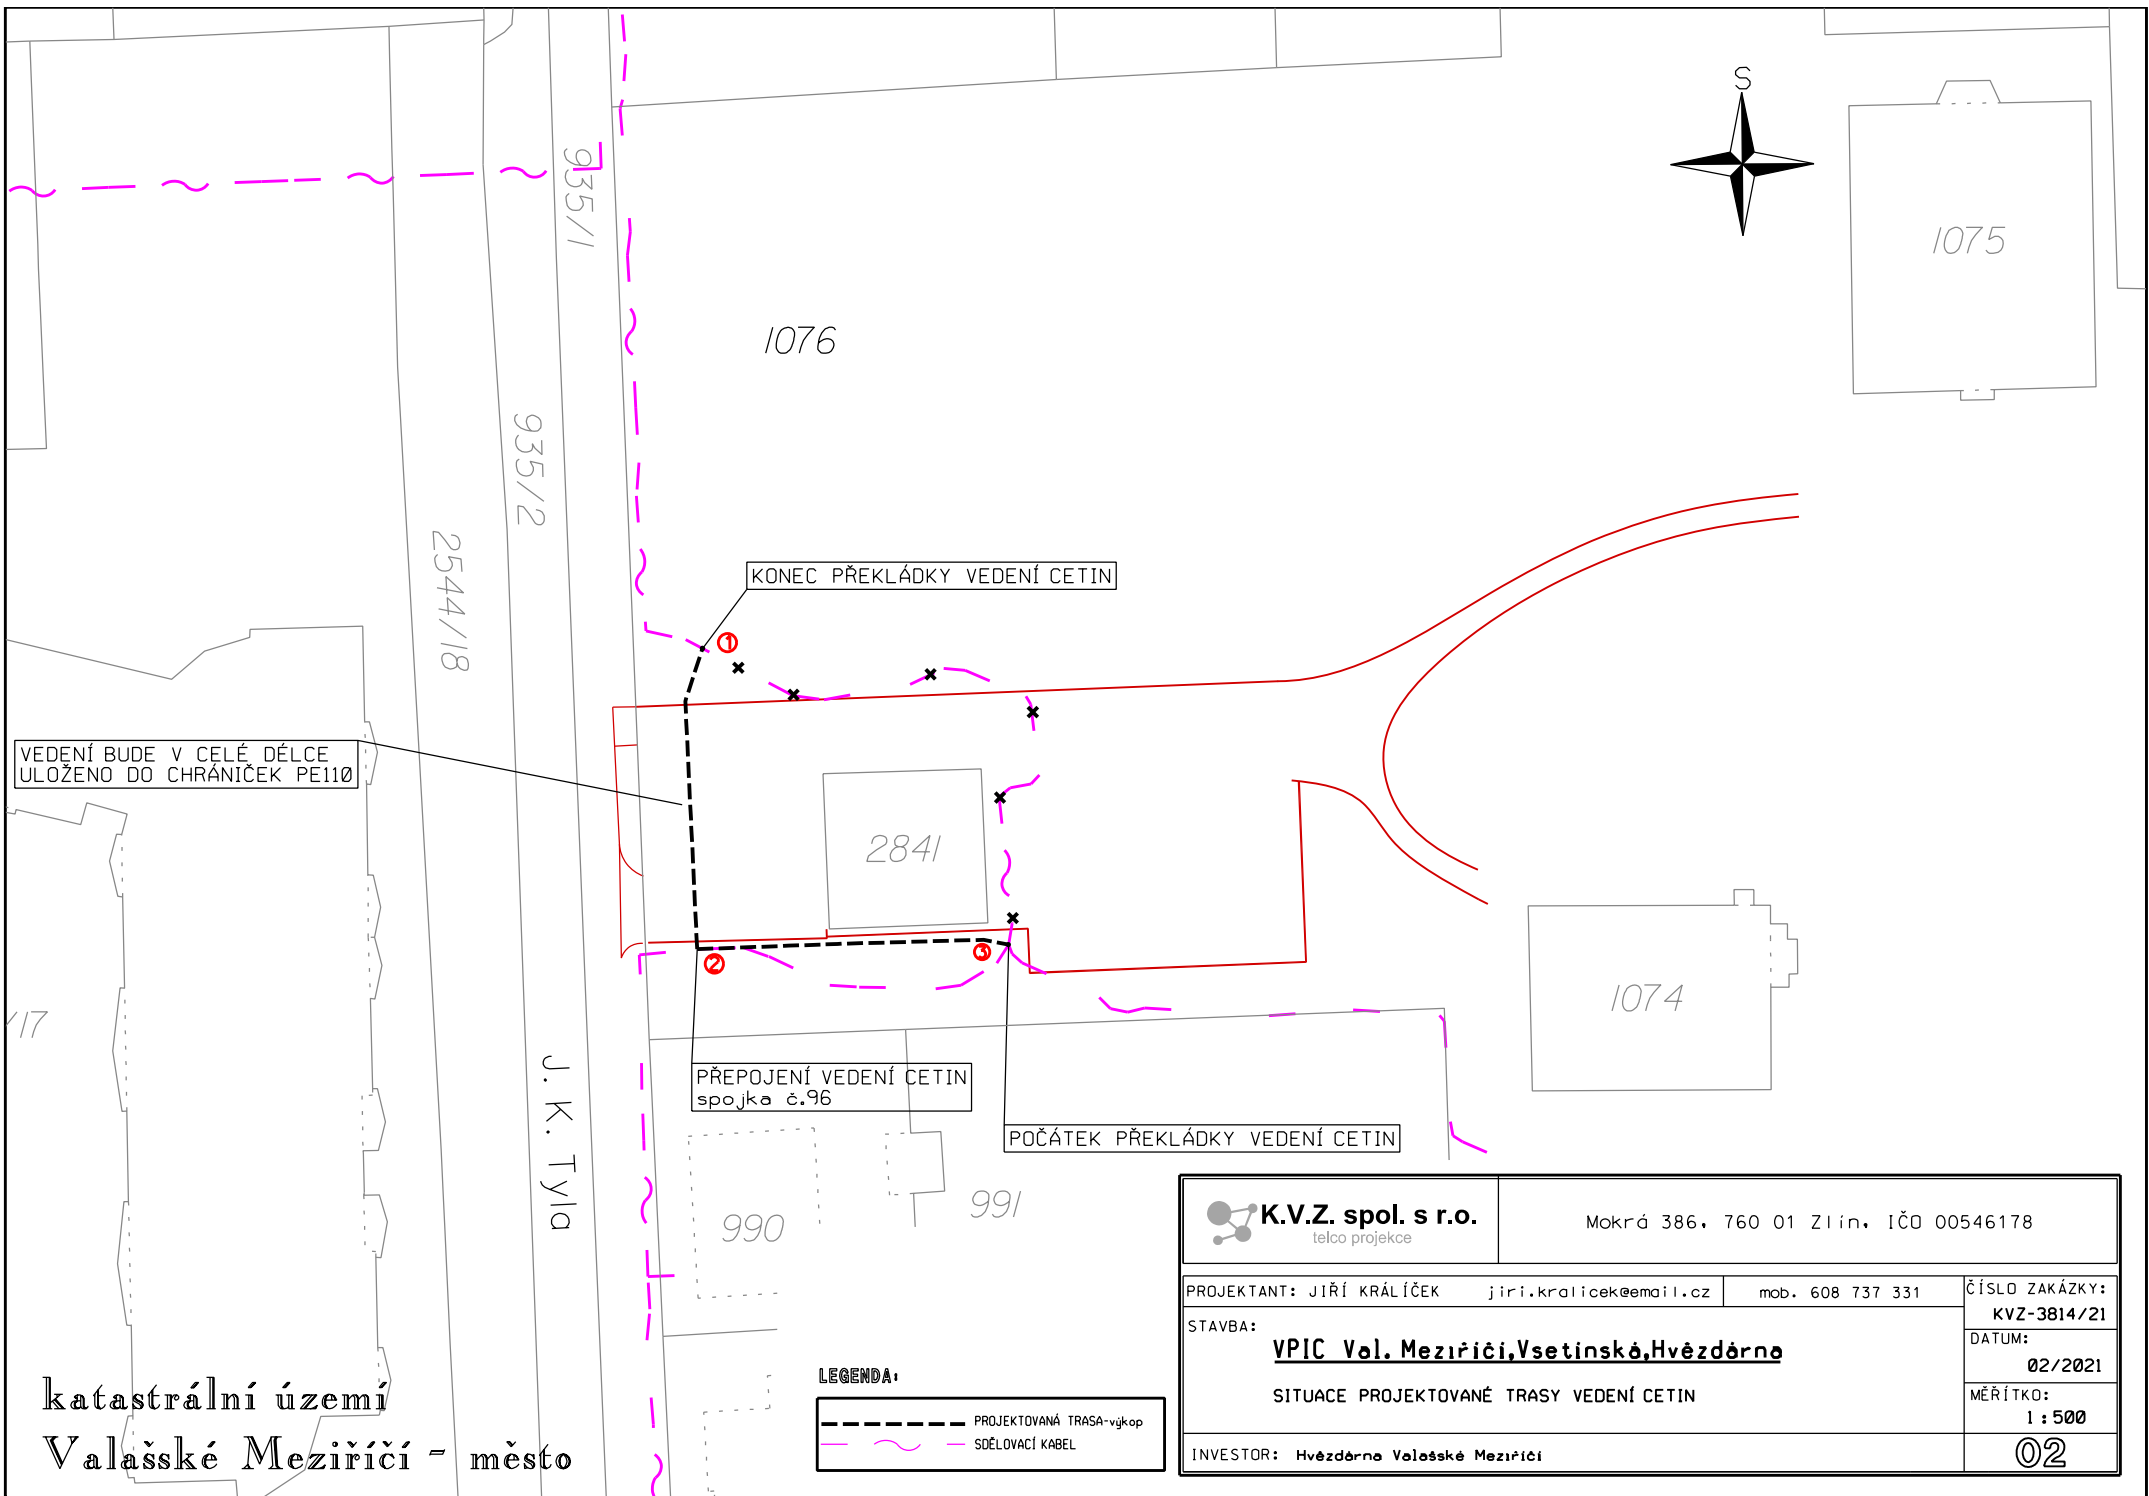 S
935/1
1075
1076
935/2
2544/18
KONEC PŘEKLÁDKY VEDENÍ CETIN
1
VEDENÍ BUDE V CELÉ DÉLCE
ULOŽENO DO CHRÁNIČEK PE110
2841
2
3
1074
/17
J. K. Tyla
PŘEPOJENÍ VEDENÍ CETIN
spojka č.96
POČÁTEK PŘEKLÁDKY VEDENÍ CETIN
990
991
K.V.Z. spol. s r.o.
telco projekce
Mokrá 386, 760 01 Zlín, IČO 00546178
PROJEKTANT: JIŘÍ KRÁLÍČEK jiri.kralicek@email.cz mob. 608 737 331
ČÍSLO ZAKÁZKY:
KVZ-3814/21
STAVBA:
VPIC Val. Meziříčí,Vsetínská,Hvězdárna
DATUM:
02/2021
SITUACE PROJEKTOVANÉ TRASY VEDENÍ CETIN
MĚŘÍTKO:
1 : 500
INVESTOR: Hvězdárna Valašské Meziříčí
02
LEGENDA:
PROJEKTOVANÁ TRASA-výkop
SDĚLOVACÍ KABEL
katastrální území
Valašské Meziříčí - město